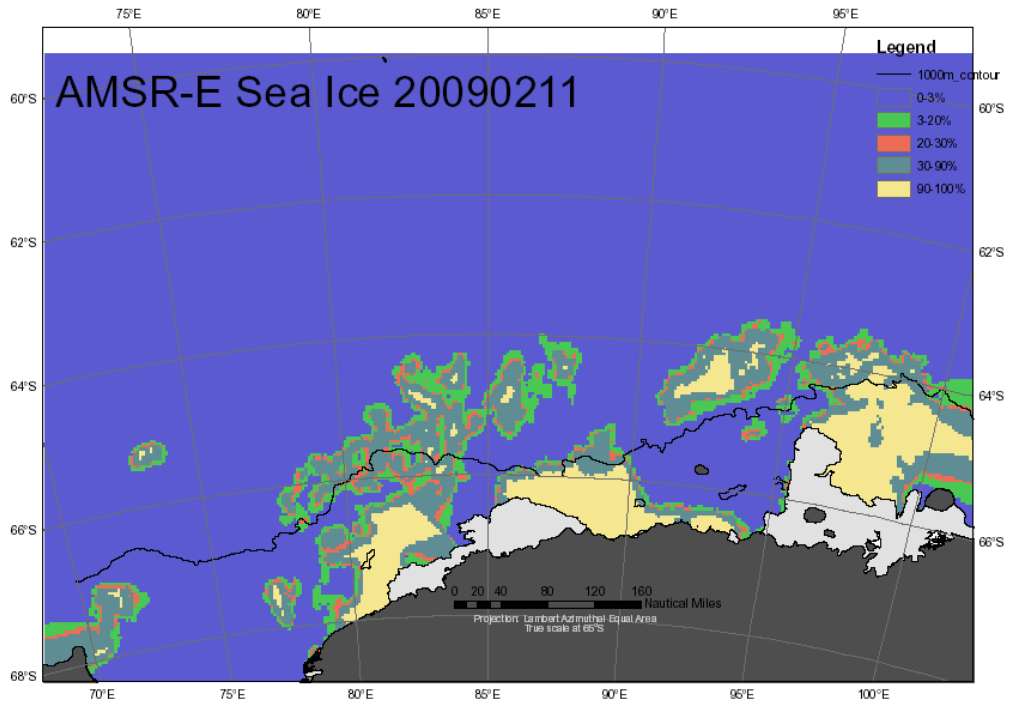 75°E 80°E 85°E 90°E 95°E
AMSR-E Sea Ice 20090211
Legend
1000m_contour
0-3%
3-20%
20-30%
30-90%
90-100%
60°S 60°S
62°S 62°S
64°S 64°S
66°S 66°S
68°S
0 20 40 80 120 160
Nautical Miles
Projection: Lambert Azimuthal Equal Area
True scale at 65°S
70°E 75°E 80°E 85°E 90°E 95°E 100°E